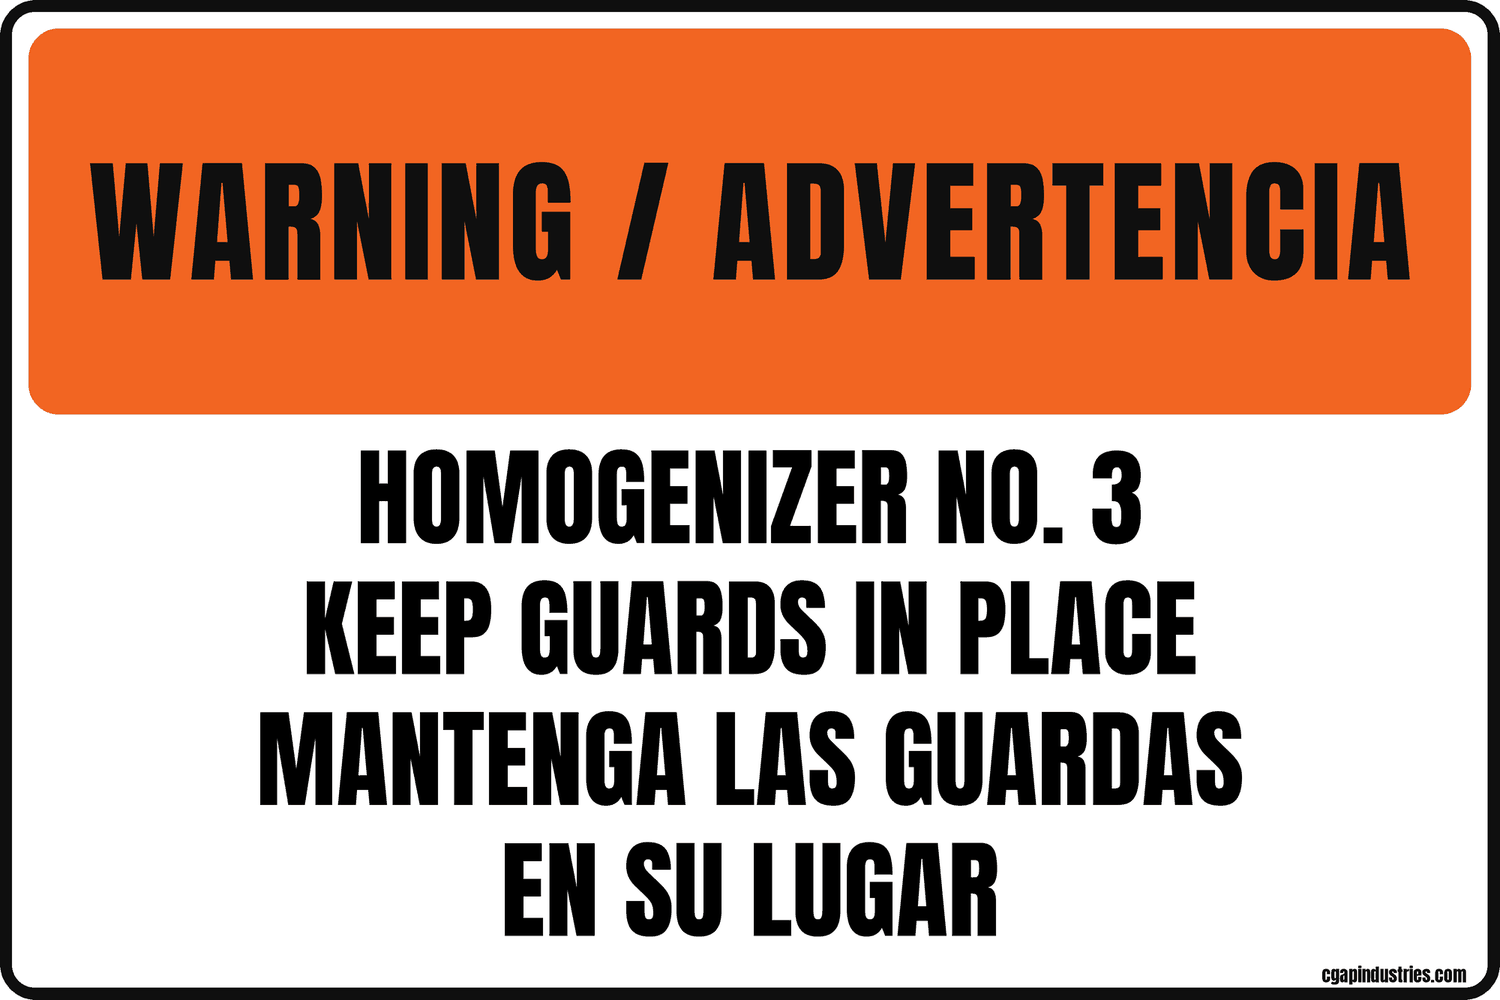 WARNING / ADVERTENCIA
HOMOGENIZER NO. 3
KEEP GUARDS IN PLACE
MANTENGA LAS GUARDAS
EN SU LUGAR
cgapindustries.com